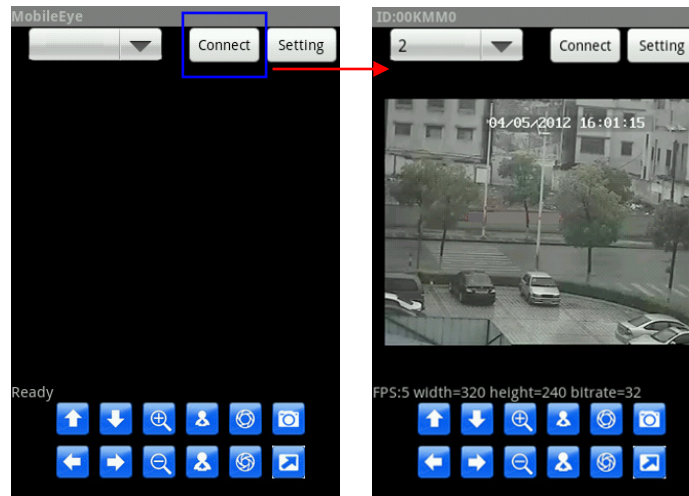 MobileEye
Connect
Setting
Ready
ID:00KMM0
2
Connect
Setting
04/05/2012 16:01:15
FPS:5 width=320 height=240 bitrate=32